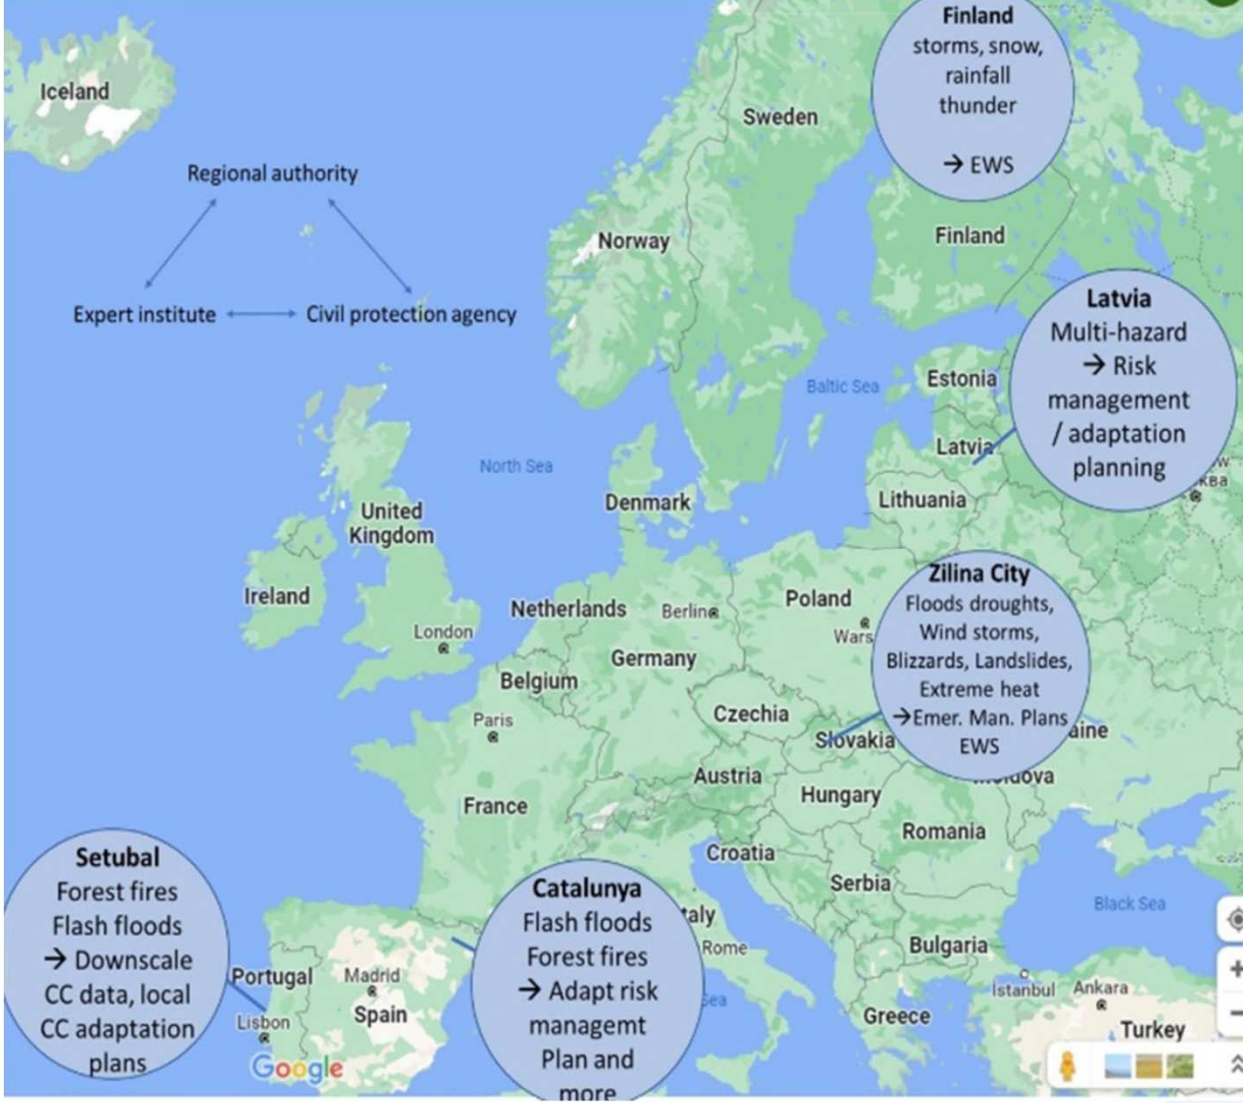 Finland
storms, snow,
rainfall
thunder
→ EWS
Iceland
Sweden
Regional authority
Norway
Finland
Expert institute
Civil protection agency
Latvia
Multi-hazard
→ Risk
management
/ adaptation
planning
Baltic Sea
Estonia
Latvia
North Sea
Denmark
Lithuania
United
Kingdom
Ireland
Netherlands
Berlin
Poland
London
Wars
Germany
Belgium
Zilina City
Floods droughts,
Wind storms,
Blizzards, Landslides,
Extreme heat
→Emer. Man. Plans
EWS
Paris
Czechia
Slovakia
aine
Austria
Hungary
France
Romania
Croatia
Serbia
Setubal
Forest fires
Flash floods
→ Downscale
CC data, local
CC adaptation
plans
Catalunya
Flash floods
Forest fires
→ Adapt risk
managemt
Plan and
more
taly
Rome
Black Sea
Bulgaria
Portugal
Madrid
Spain
Lisbon
Sea
Istanbul
Ankara
Greece
Turkey
Google